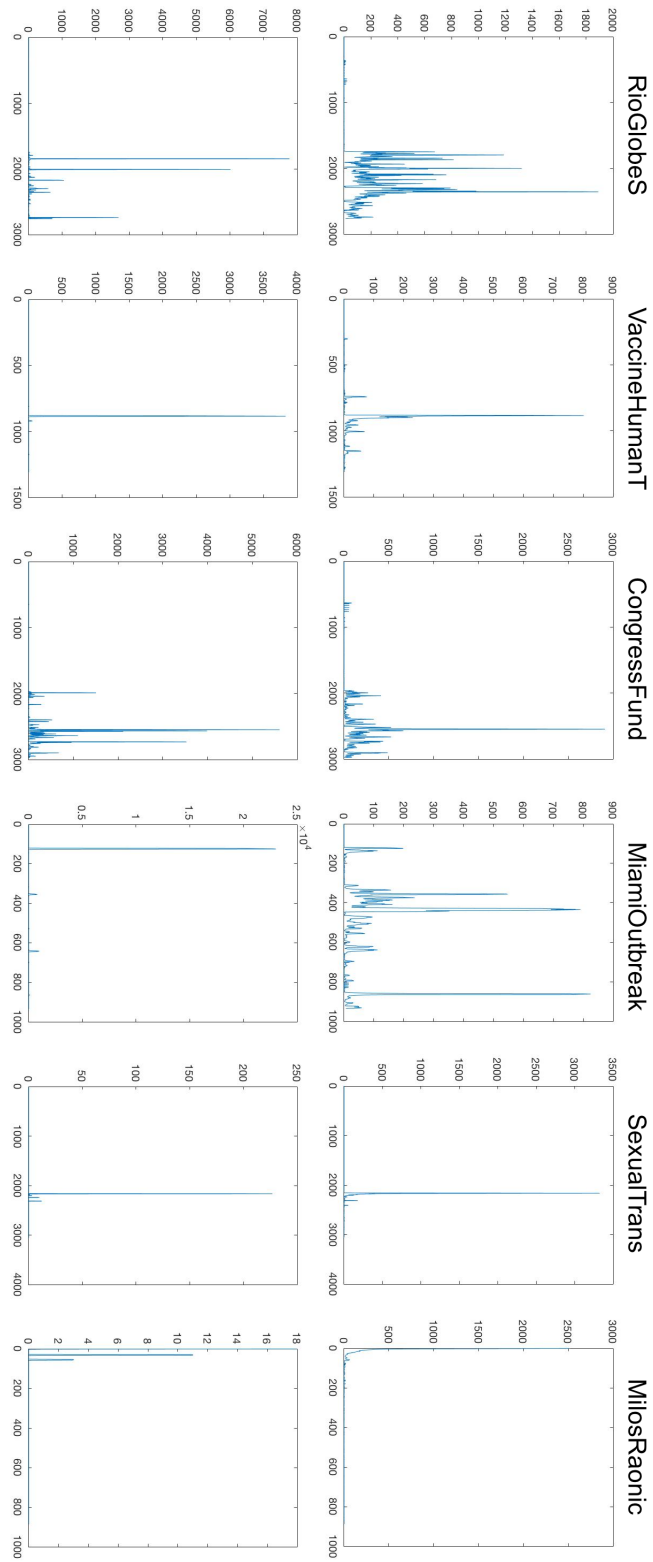 RioGlobeS VaccineHumanT CongressFund MiamiOutbreak SexualTrans MilosRaonic
2000 1800 1600 1400 1200 1000 800 600 400 200 0
0 1000 2000 3000
900 800 700 600 500 400 300 200 100 0
0 500 1000 1500
3000 2500 2000 1500 1000 500 0
0 1000 2000 3000
900 800 700 600 500 400 300 200 100 0
0 200 400 600 800 1000
3500 3000 2500 2000 1500 1000 500 0
0 1000 2000 3000 4000
3000 2500 2000 1500 1000 500 0
0 200 400 600 800 1000
8000 7000 6000 5000 4000 3000 2000 1000 0
0 1000 2000 3000
4000 3500 3000 2500 2000 1500 1000 500 0
0 500 1000 1500
6000 5000 4000 3000 2000 1000 0
0 1000 2000 3000
×10⁴
2.5 2 1.5 1 0.5 0
0 200 400 600 800 1000
250 200 150 100 50 0
0 1000 2000 3000 4000
18 16 14 12 10 8 6 4 2 0
0 200 400 600 800 1000